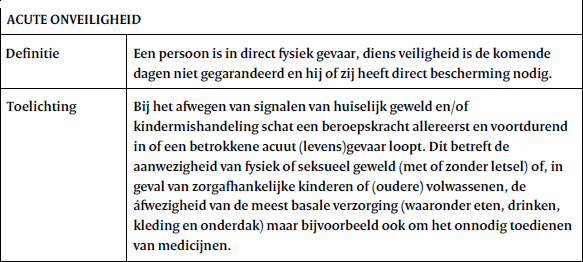 ACUTE ONVEILIGHEID
Definitie
Een persoon is in direct fysiek gevaar, diens veiligheid is de komende
dagen niet gegarandeerd en hij of zij heeft direct bescherming nodig.
Toelichting
Bij het afwegen van signalen van huiselijk geweld en/of
kindermishandeling schat een beroepskracht allereerst en voortdurend
in of een betrokkene acuut (levens)gevaar loopt. Dit betreft de
aanwezigheid van fysiek of seksueel geweld (met of zonder letsel) of, in
geval van zorgafhankelijke kinderen of (oudere) volwassenen, de
áfwezigheid van de meest basale verzorging (waaronder eten, drinken,
kleding en onderdak) maar bijvoorbeeld ook om het onnodig toedienen
van medicijnen.